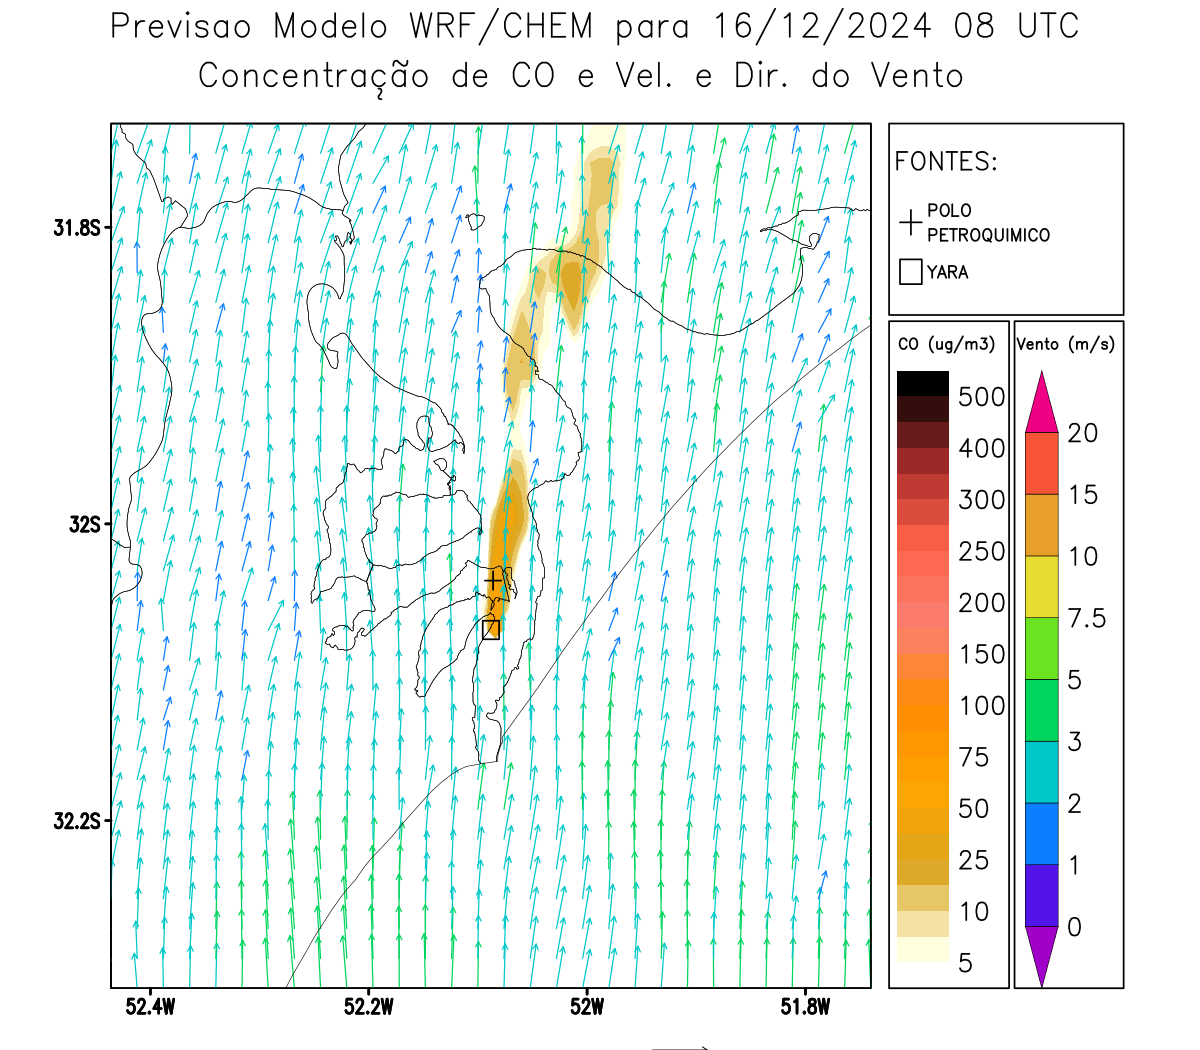 Previsao Modelo WRF/CHEM para 16/12/2024 08 UTC
Concentração de CO e Vel. e Dir. do Vento
FONTES:
POLO
PETROQUIMICO
YARA
31.8S
32S
32.2S
52.4W
52.2W
52W
51.8W
CO (ug/m3)
500
400
300
250
200
150
100
75
50
25
10
5
Vento (m/s)
20
15
10
7.5
5
3
2
1
0